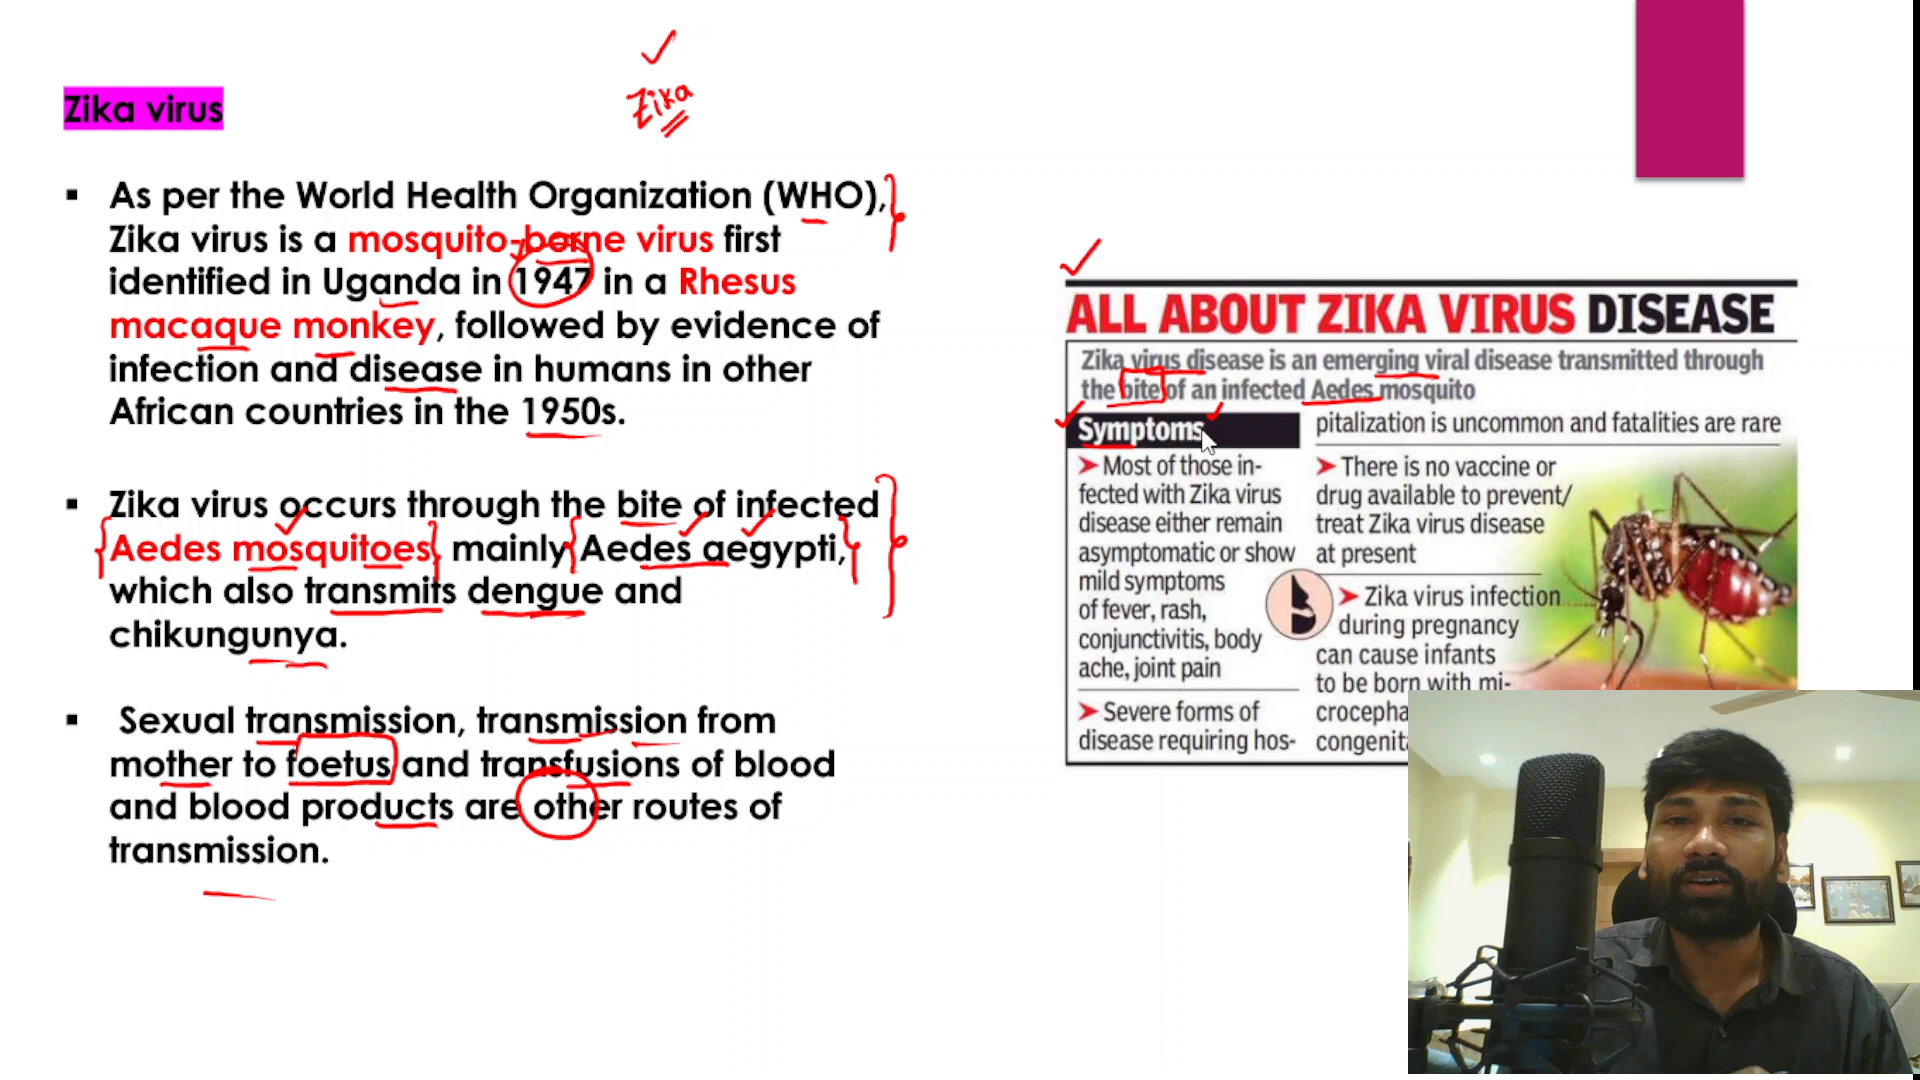 Zika
Zika virus
▪ As per the World Health Organization (WHO),
Zika virus is a mosquito-borne virus first
identified in Uganda in 1947 in a Rhesus
macaque monkey, followed by evidence of
infection and disease in humans in other
African countries in the 1950s.
▪ Zika virus occurs through the bite of infected
Aedes mosquitoes, mainly Aedes aegypti,
which also transmits dengue and
chikungunya.
▪ Sexual transmission, transmission from
mother to foetus and transfusions of blood
and blood products are other routes of
transmission.
ALL ABOUT ZIKA VIRUS DISEASE
Zika virus disease is an emerging viral disease transmitted through
the bite of an infected Aedes mosquito
Symptoms
➤ Most of those in-
fected with Zika virus
disease either remain
asymptomatic or show
mild symptoms
of fever, rash,
conjunctivitis, body
ache, joint pain
➤ Severe forms of
disease requiring hos-
pitalization is uncommon and fatalities are rare
➤ There is no vaccine or
drug available to prevent/
treat Zika virus disease
at present
➤ Zika virus infection
during pregnancy
can cause infants
to be born with mi-